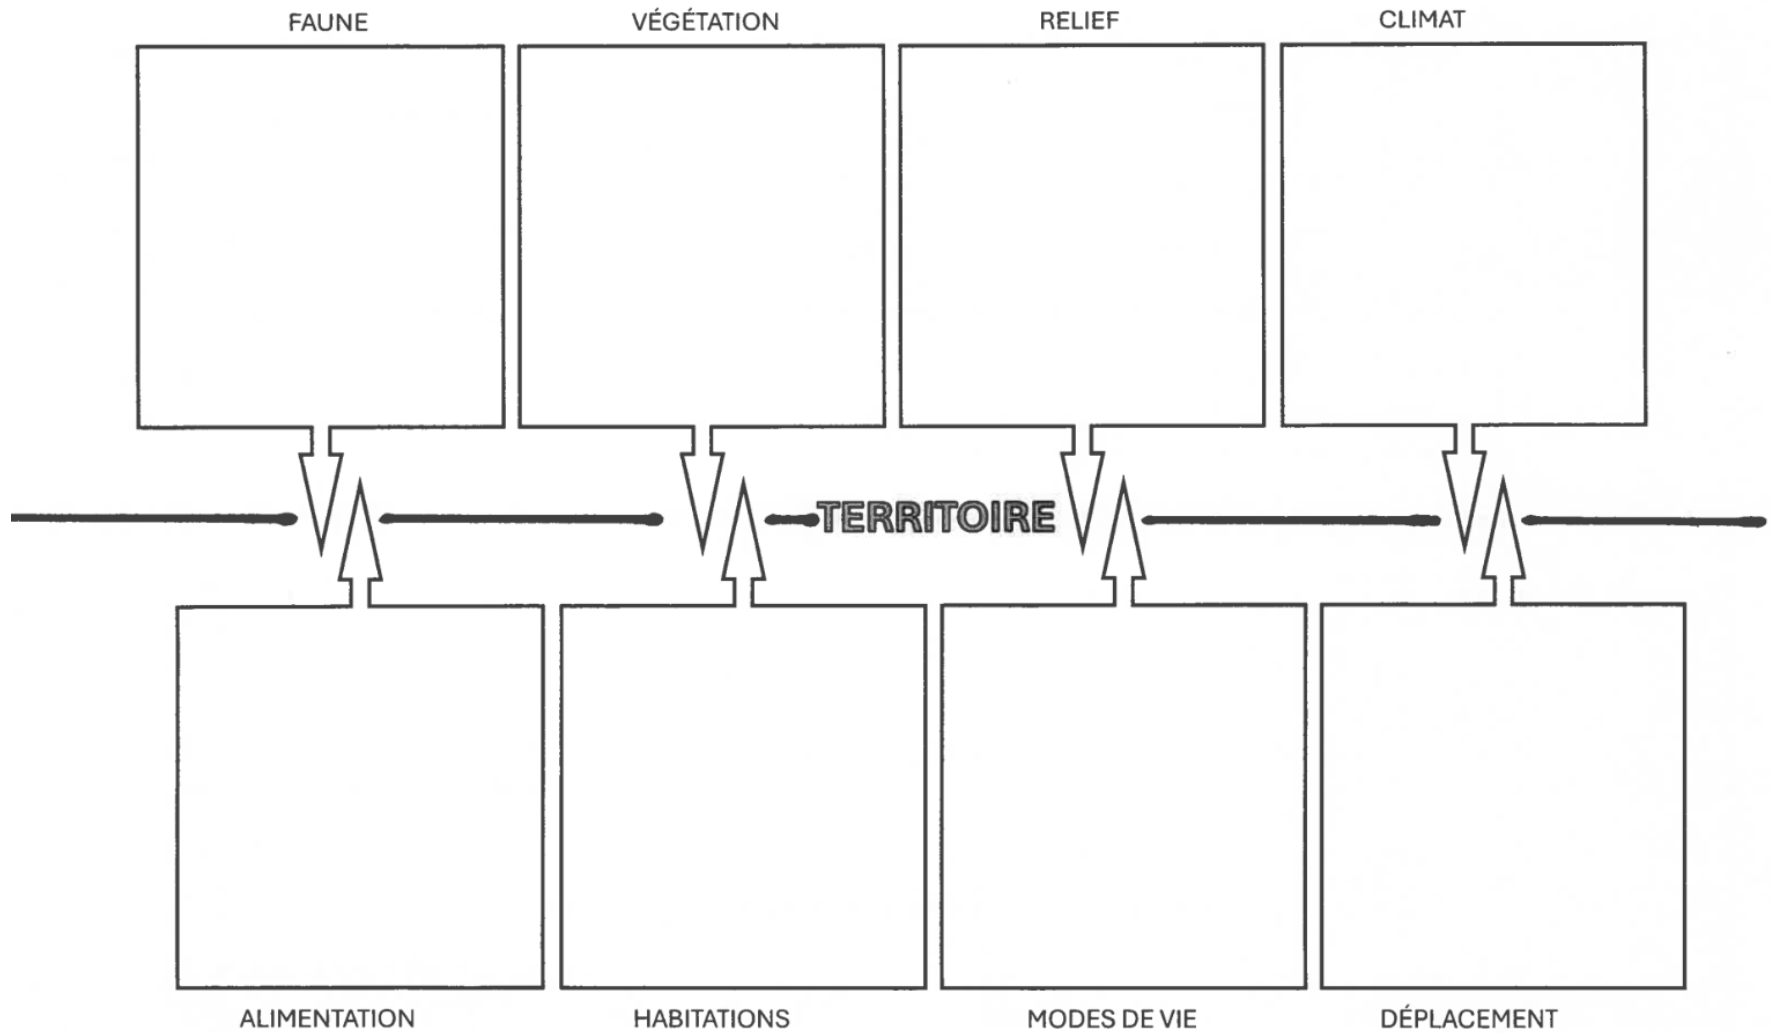 FAUNE
VÉGÉTATION
RELIEF
CLIMAT
TERRITOIRE
ALIMENTATION
HABITATIONS
MODES DE VIE
DÉPLACEMENT